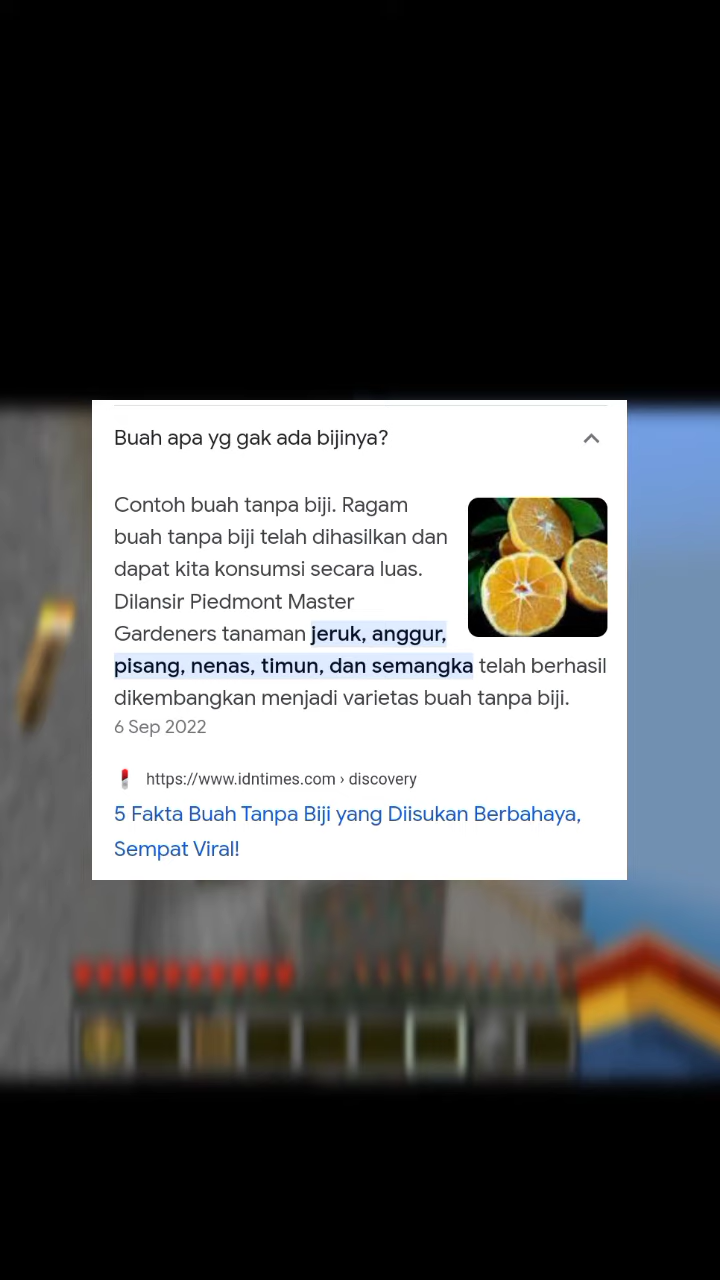 Buah apa yg gak ada bijinya?
Contoh buah tanpa biji. Ragam
buah tanpa biji telah dihasilkan dan
dapat kita konsumsi secara luas.
Dilansir Piedmont Master
Gardeners tanaman jeruk, anggur,
pisang, nenas, timun, dan semangka telah berhasil
dikembangkan menjadi varietas buah tanpa biji.
6 Sep 2022
https://www.idntimes.com › discovery
5 Fakta Buah Tanpa Biji yang Diisukan Berbahaya,
Sempat Viral!